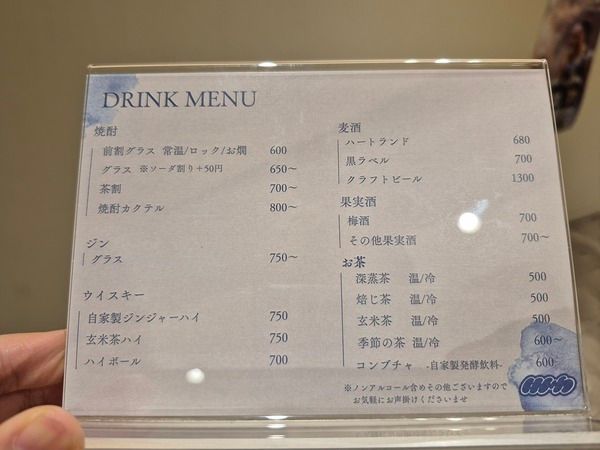 DRINK MENU
焼酎
前割グラス 常温/ロック/お燗 600
グラス ※ソーダ割り+50円 650～
茶割 700～
焼酎カクテル 800～
ジン
グラス 750～
ウイスキー
自家製ジンジャーハイ 750
玄米茶ハイ 750
ハイボール 700
麦酒
ハートランド 680
黒ラベル 700
クラフトビール 1300
果実酒
梅酒 700
その他果実酒 700～
お茶
深蒸茶 温/冷 500
焙じ茶 温/冷 500
玄米茶 温/冷 500
季節の茶 温/冷 600～
コンブチャ -自家製発酵飲料- 600
※ノンアルコール含めその他ございますので
お気軽にお声掛けくださいませ